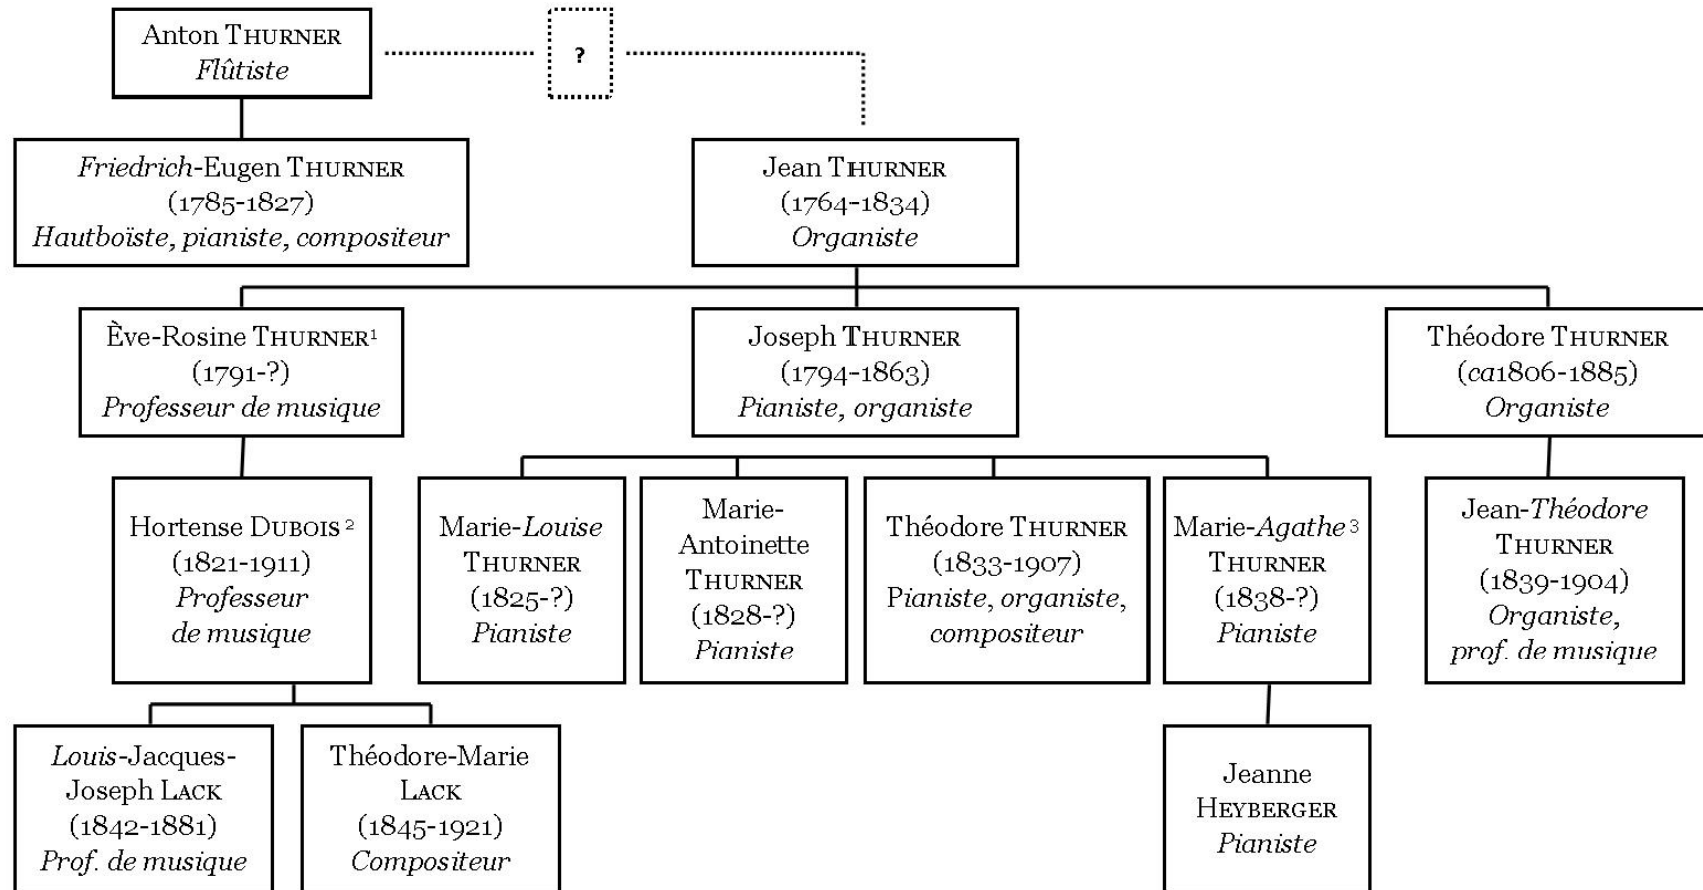 Anton THURNER
Flûtiste
?
Friedrich-Eugen THURNER
(1785-1827)
Hautboïste, pianiste, compositeur
Jean THURNER
(1764-1834)
Organiste
Ève-Rosine THURNER¹
(1791-?)
Professeur de musique
Joseph THURNER
(1794-1863)
Pianiste, organiste
Théodore THURNER
(ca1806-1885)
Organiste
Hortense DUBOIS ²
(1821-1911)
Professeur
de musique
Marie-Louise
THURNER
(1825-?)
Pianiste
Marie-
Antoinette
THURNER
(1828-?)
Pianiste
Théodore THURNER
(1833-1907)
Pianiste, organiste,
compositeur
Marie-Agathe ³
THURNER
(1838-?)
Pianiste
Jean-Théodore
THURNER
(1839-1904)
Organiste,
prof. de musique
Louis-Jacques-
Joseph LACK
(1842-1881)
Prof. de musique
Théodore-Marie
LACK
(1845-1921)
Compositeur
Jeanne
HEYBERGER
Pianiste